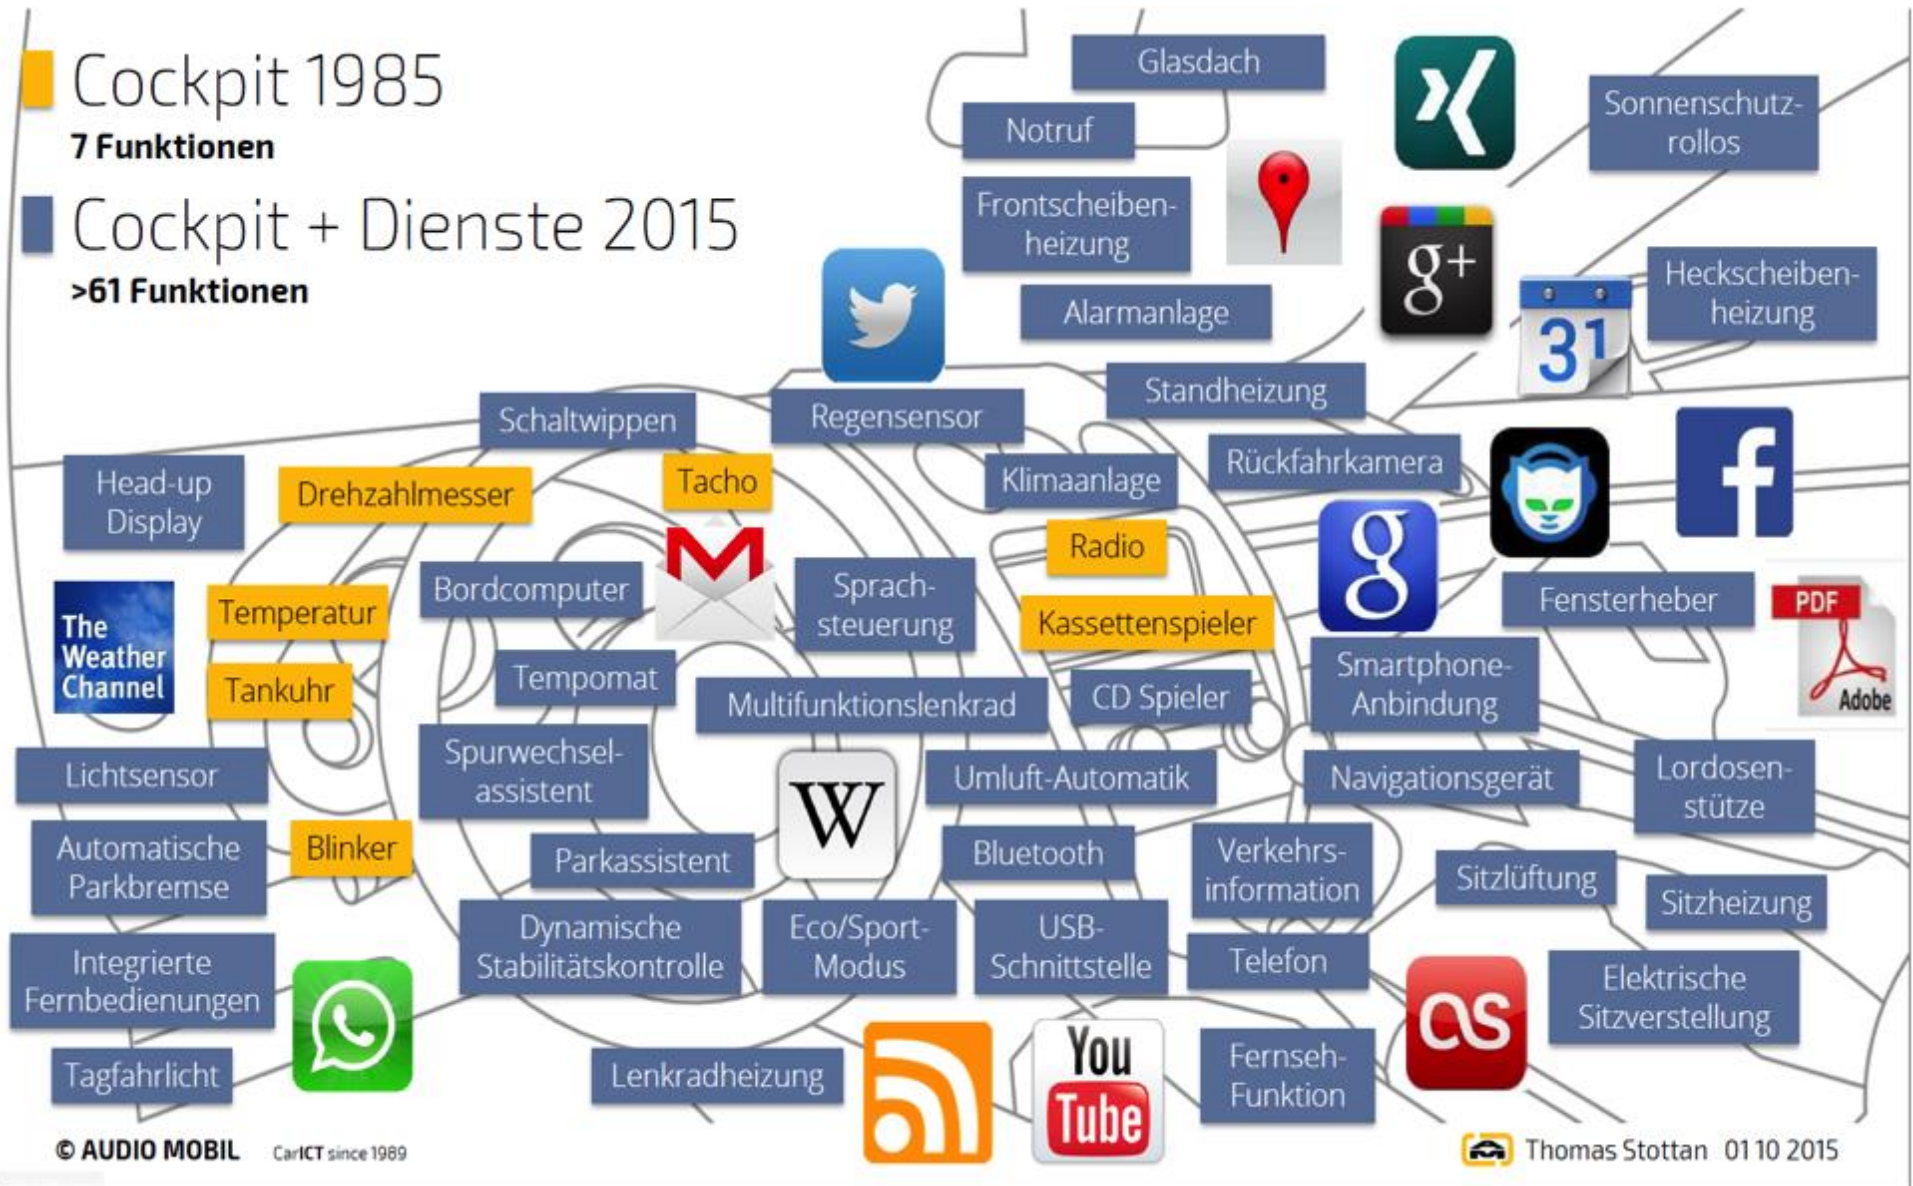 Cockpit 1985
7 Funktionen
Cockpit + Dienste 2015
>61 Funktionen
Glasdach
Notruf
Sonnenschutz-
rollos
Frontscheiben-
heizung
g+
Heckscheiben-
heizung
Alarmanlage
31
Standheizung
Schaltwippen
Regensensor
Rückfahrkamera
Klimaanlage
Head-up
Display
Drehzahlmesser
Tacho
f
Radio
g
Bordcomputer
Sprach-
steuerung
Fensterheber
PDF
Adobe
The
Weather
Channel
Temperatur
Kassettenspieler
Tankuhr
Tempomat
Multifunktionslenkrad
CD Spieler
Smartphone-
Anbindung
Lichtsensor
Spurwechsel-
assistent
W
Umluft-Automatik
Navigationsgerät
Lordosen-
stütze
Automatische
Parkbremse
Blinker
Parkassistent
Bluetooth
Verkehrs-
information
Sitzlüftung
Sitzheizung
Integrierte
Fernbedienungen
Dynamische
Stabilitätskontrolle
Eco/Sport-
Modus
USB-
Schnittstelle
Telefon
Elektrische
Sitzverstellung
as
Tagfahrlicht
Lenkradheizung
You
Tube
Fernseh-
Funktion
© AUDIO MOBIL CarICT since 1989
Thomas Stottan 01 10 2015